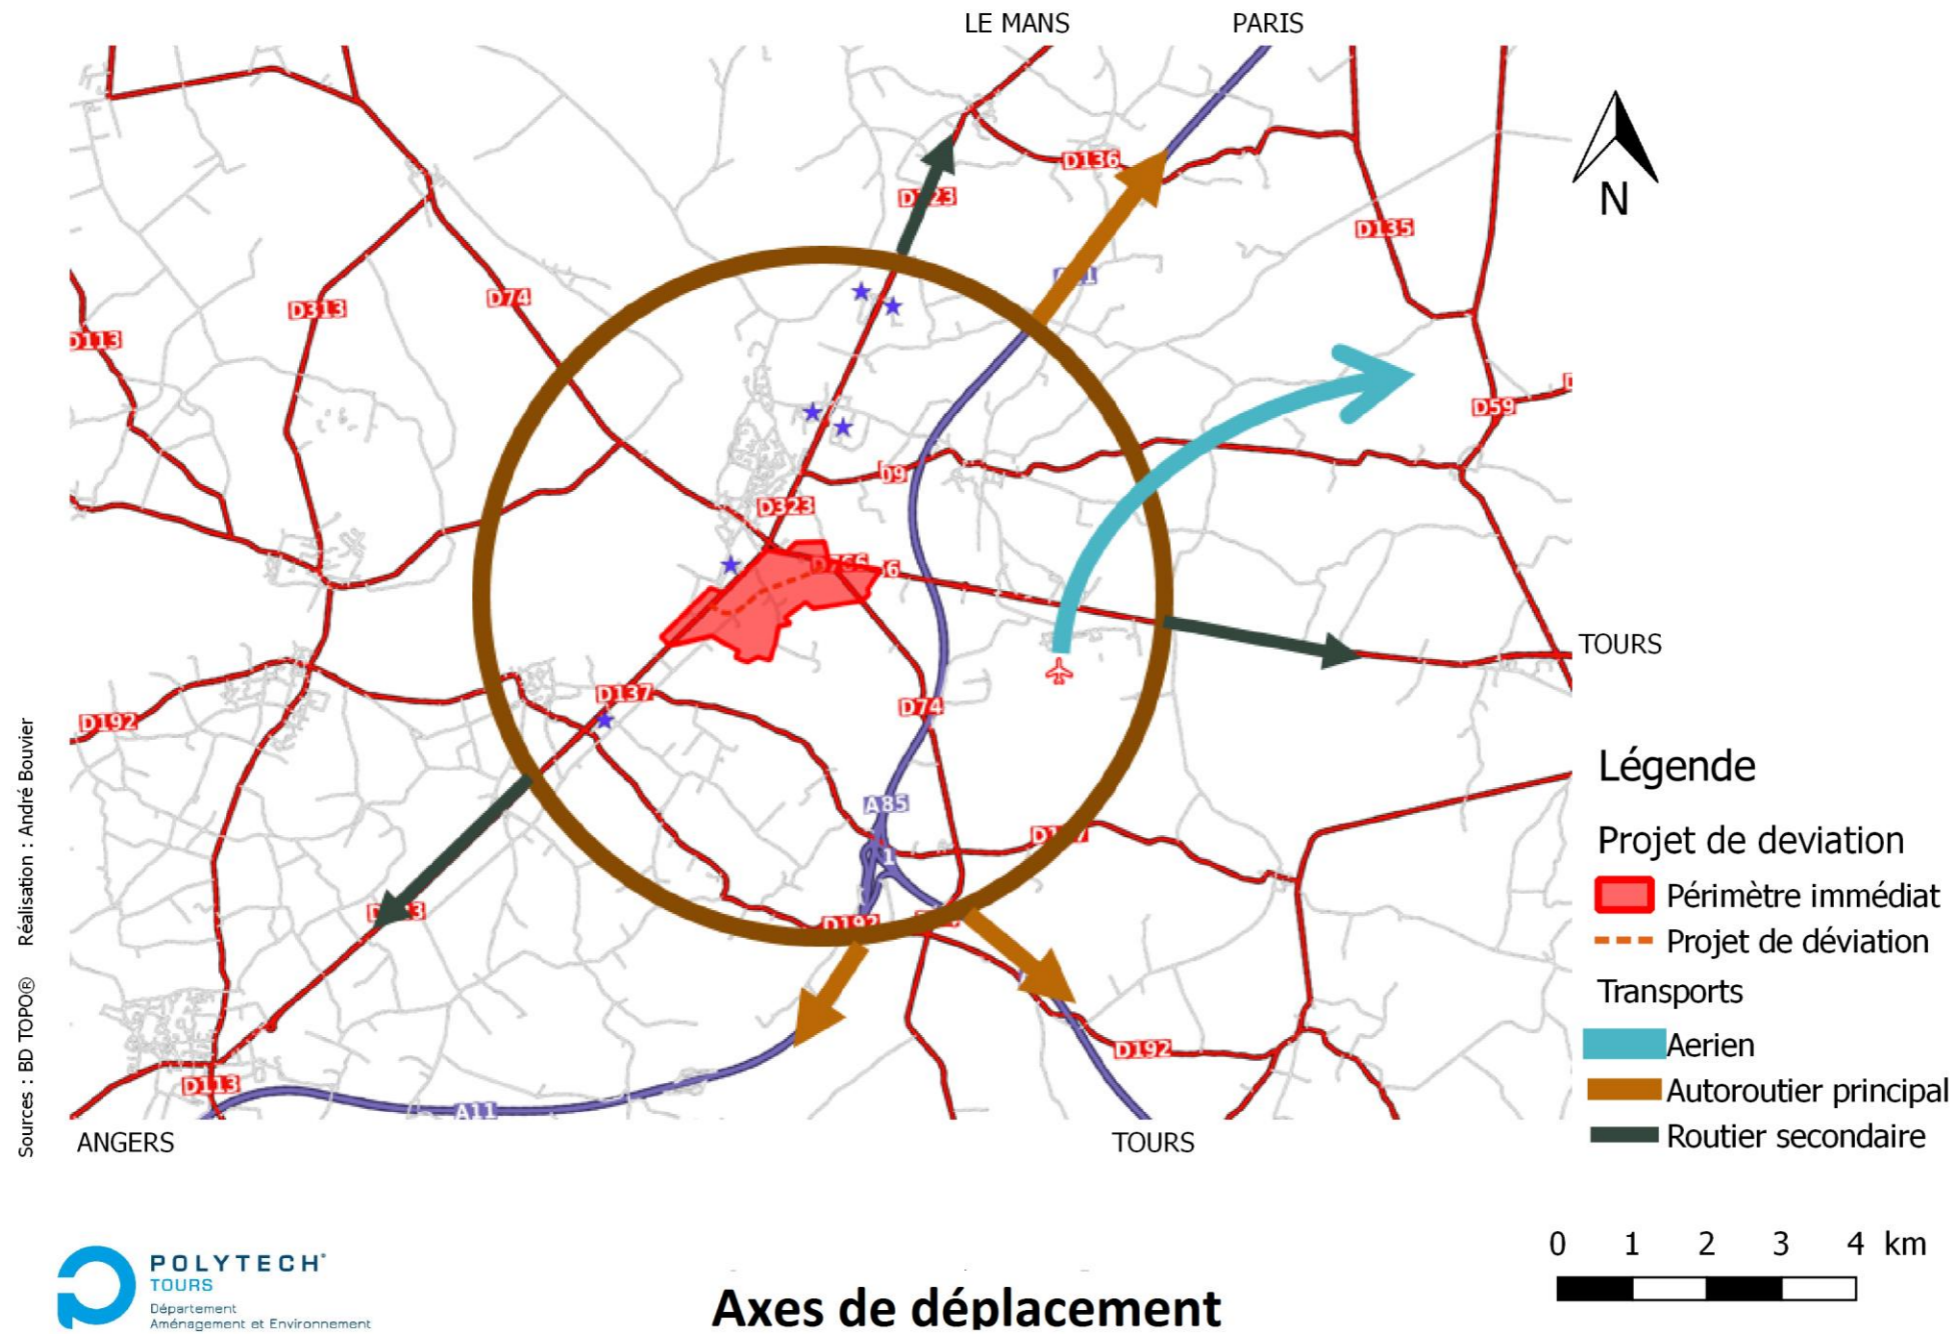 LE MANS
PARIS
N
D136
D135
D74
D313
D113
D59
D9
D323
TOURS
D137
D192
D74
A85
1
D192
D113
A11
ANGERS
TOURS
Sources : BD TOPO® Réalisation : André Bouvier
Légende
Projet de deviation
Périmètre immédiat
Projet de déviation
Transports
Aerien
Autoroutier principal
Routier secondaire
0 1 2 3 4 km
POLYTECH®
TOURS
Département
Aménagement et Environnement
Axes de déplacement